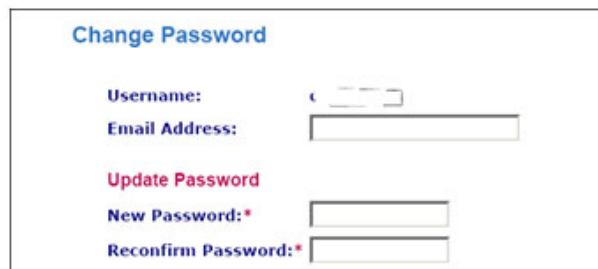 Change Password
Username:
Email Address:
Update Password
New Password:*
Reconfirm Password:*